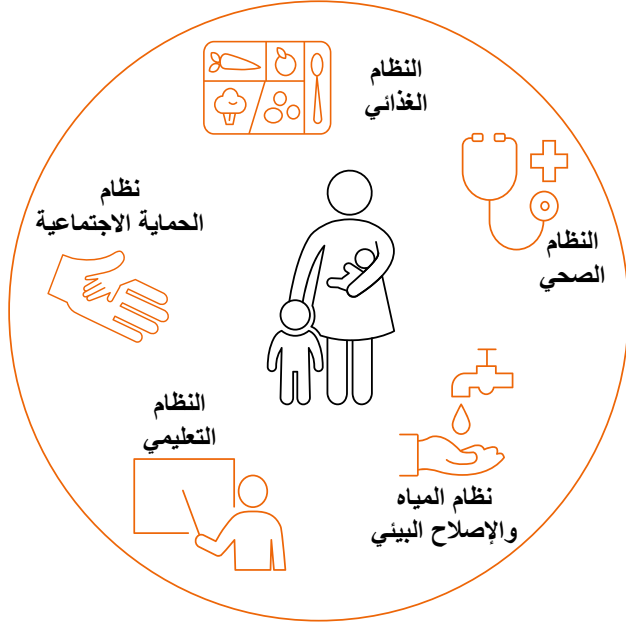 النظام
الغذائي
النظام
الصحي
نظام المياه
والإصلاح البيئي
النظام
التعليمي
نظام
الحماية الاجتماعية